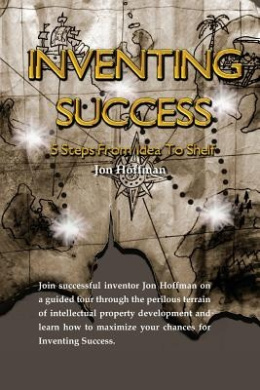 INVENTING
SUCCESS
5 Steps From Idea To Shelf
Jon Hoffman
Join successful inventor Jon Hoffman on
a guided tour through the perilous terrain
of intellectual property development and
learn how to maximize your chances for
Inventing Success.